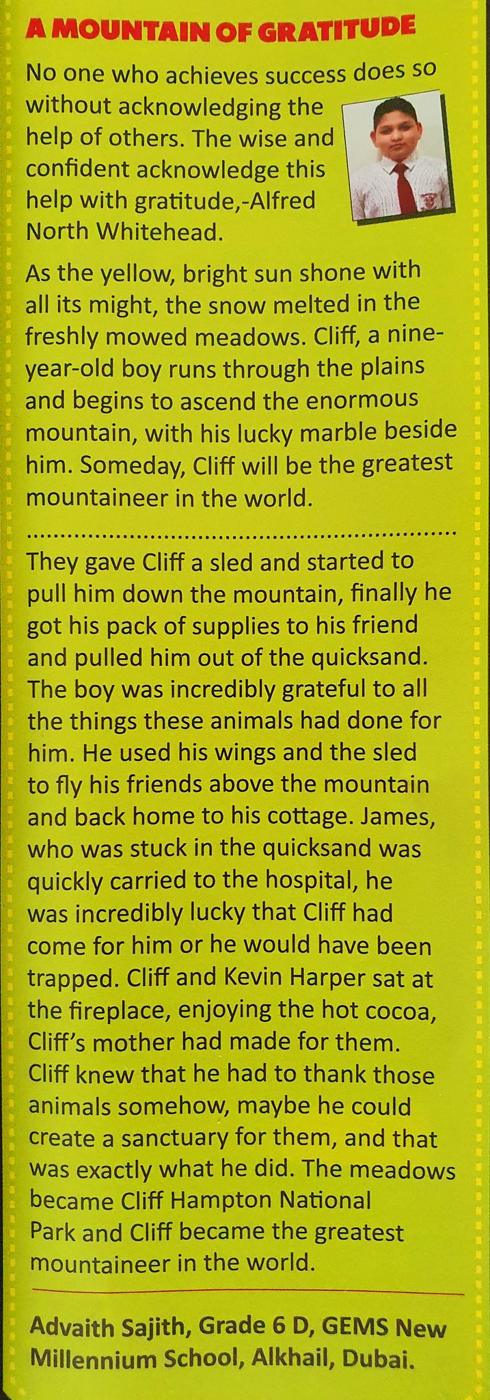 A MOUNTAIN OF GRATITUDE
No one who achieves success does so
without acknowledging the
help of others. The wise and
confident acknowledge this
help with gratitude,-Alfred
North Whitehead.
As the yellow, bright sun shone with
all its might, the snow melted in the
freshly mowed meadows. Cliff, a nine-
year-old boy runs through the plains
and begins to ascend the enormous
mountain, with his lucky marble beside
him. Someday, Cliff will be the greatest
mountaineer in the world.
................................................................
They gave Cliff a sled and started to
pull him down the mountain, finally he
got his pack of supplies to his friend
and pulled him out of the quicksand.
The boy was incredibly grateful to all
the things these animals had done for
him. He used his wings and the sled
to fly his friends above the mountain
and back home to his cottage. James,
who was stuck in the quicksand was
quickly carried to the hospital, he
was incredibly lucky that Cliff had
come for him or he would have been
trapped. Cliff and Kevin Harper sat at
the fireplace, enjoying the hot cocoa,
Cliff's mother had made for them.
Cliff knew that he had to thank those
animals somehow, maybe he could
create a sanctuary for them, and that
was exactly what he did. The meadows
became Cliff Hampton National
Park and Cliff became the greatest
mountaineer in the world.
Advaith Sajith, Grade 6 D, GEMS New
Millennium School, Alkhail, Dubai.